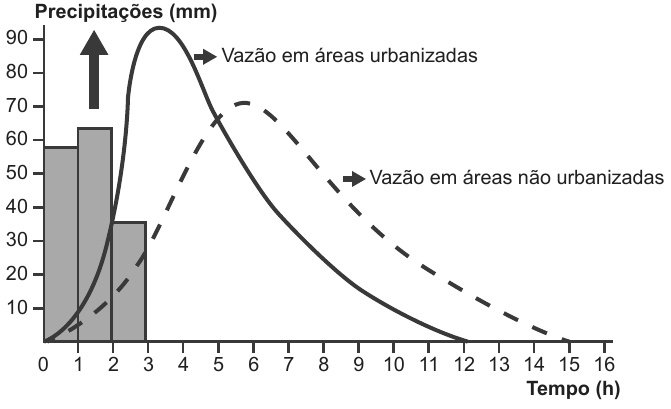 Precipitações (mm)
90
80
70
60
50
40
30
20
10
Vazão em áreas urbanizadas
Vazão em áreas não urbanizadas
0 1 2 3 4 5 6 7 8 9 10 11 12 13 14 15 16
Tempo (h)